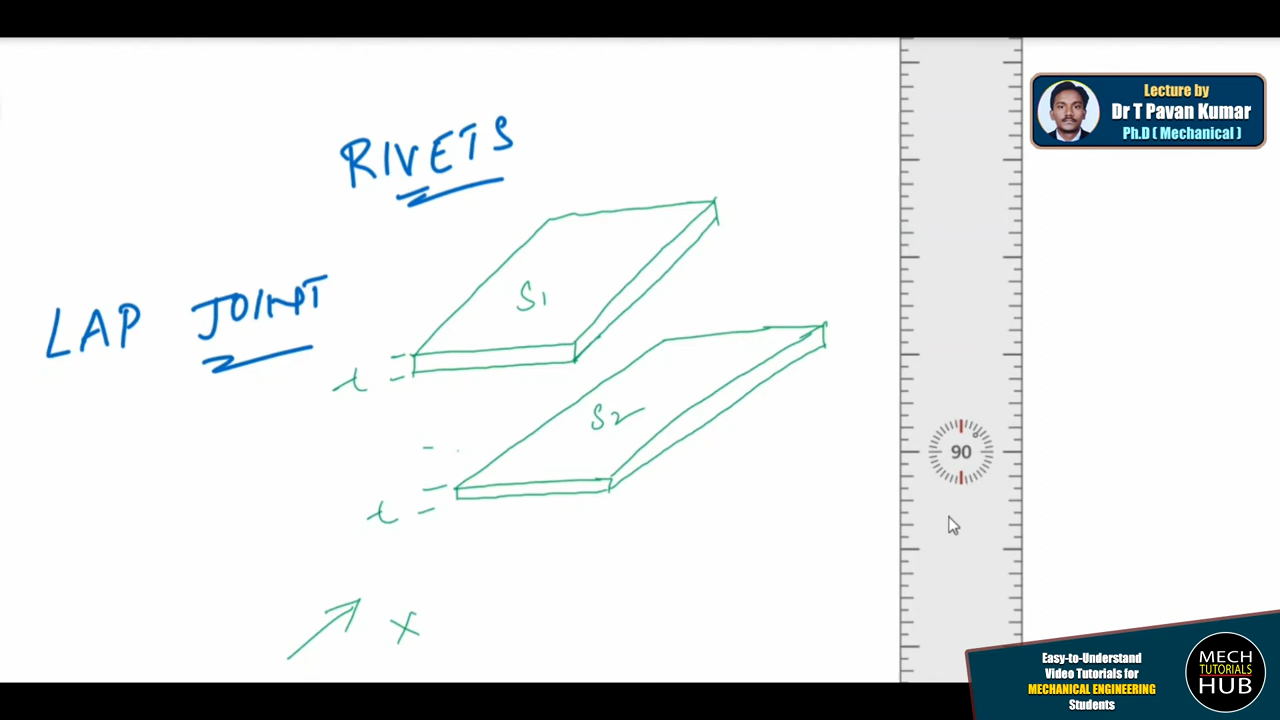 RIVETS
LAP JOINT
S1
t
S2
t
X
90
Lecture by
Dr T Pavan Kumar
Ph.D ( Mechanical )
Easy-to-Understand
Video Tutorials for
MECHANICAL ENGINEERING
Students
MECH
TUTORIALS
HUB